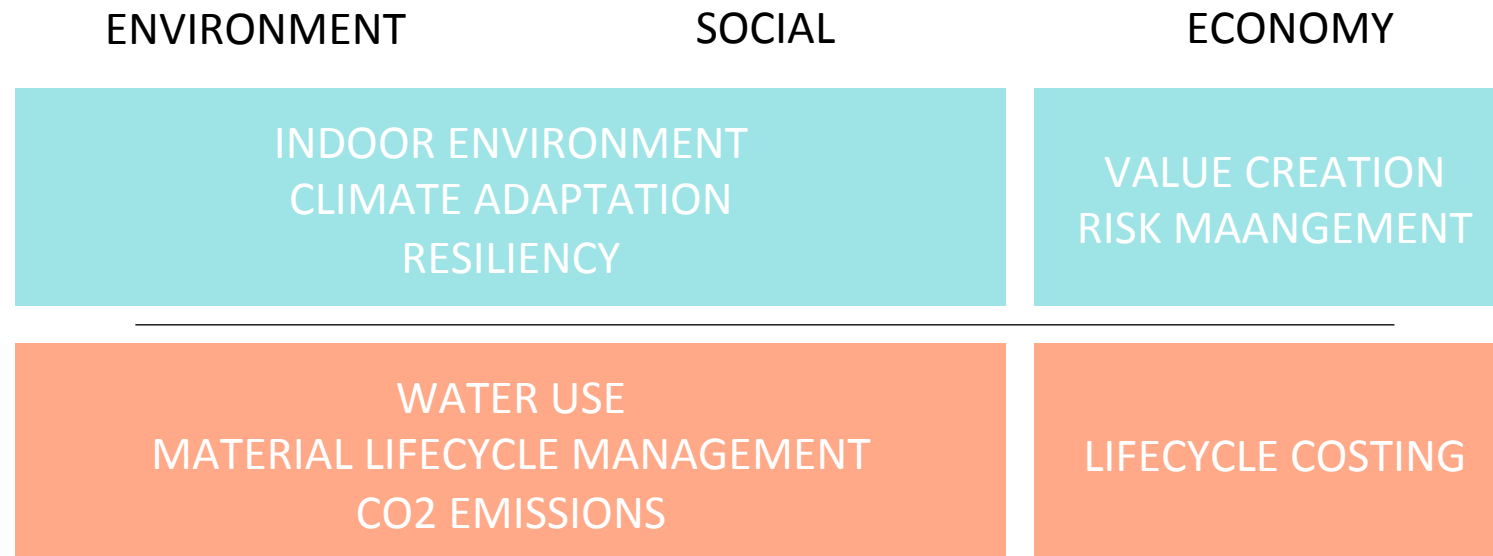 ENVIRONMENT
SOCIAL
ECONOMY
INDOOR ENVIRONMENT
CLIMATE ADAPTATION
RESILIENCY
VALUE CREATION
RISK MAANGEMENT
WATER USE
MATERIAL LIFECYCLE MANAGEMENT
CO2 EMISSIONS
LIFECYCLE COSTING